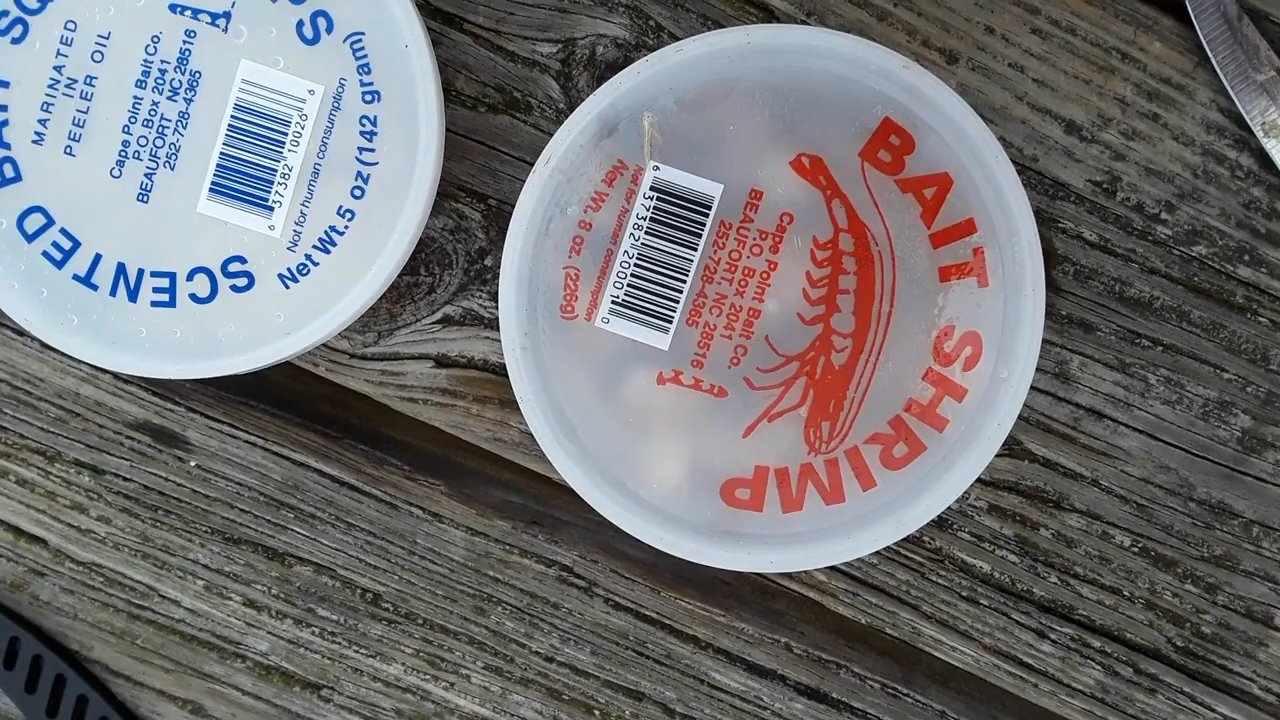 SCENTED
MARINATED
IN
PEELER OIL
Cape Point Bait Co.
P.O. Box 2041
BEAUFORT NC 28516
252-728-4365
6 37382 10026 6
Not for human consumption
Net Wt.5 oz (142 gram)
BAIT SHRIMP
Cape Point Bait Co.
P.O. Box 2041
BEAUFORT, NC 28516
252-728-4365
6 37382 20001 0
Not for human consumption
Net Wt. 8 oz. (226g)